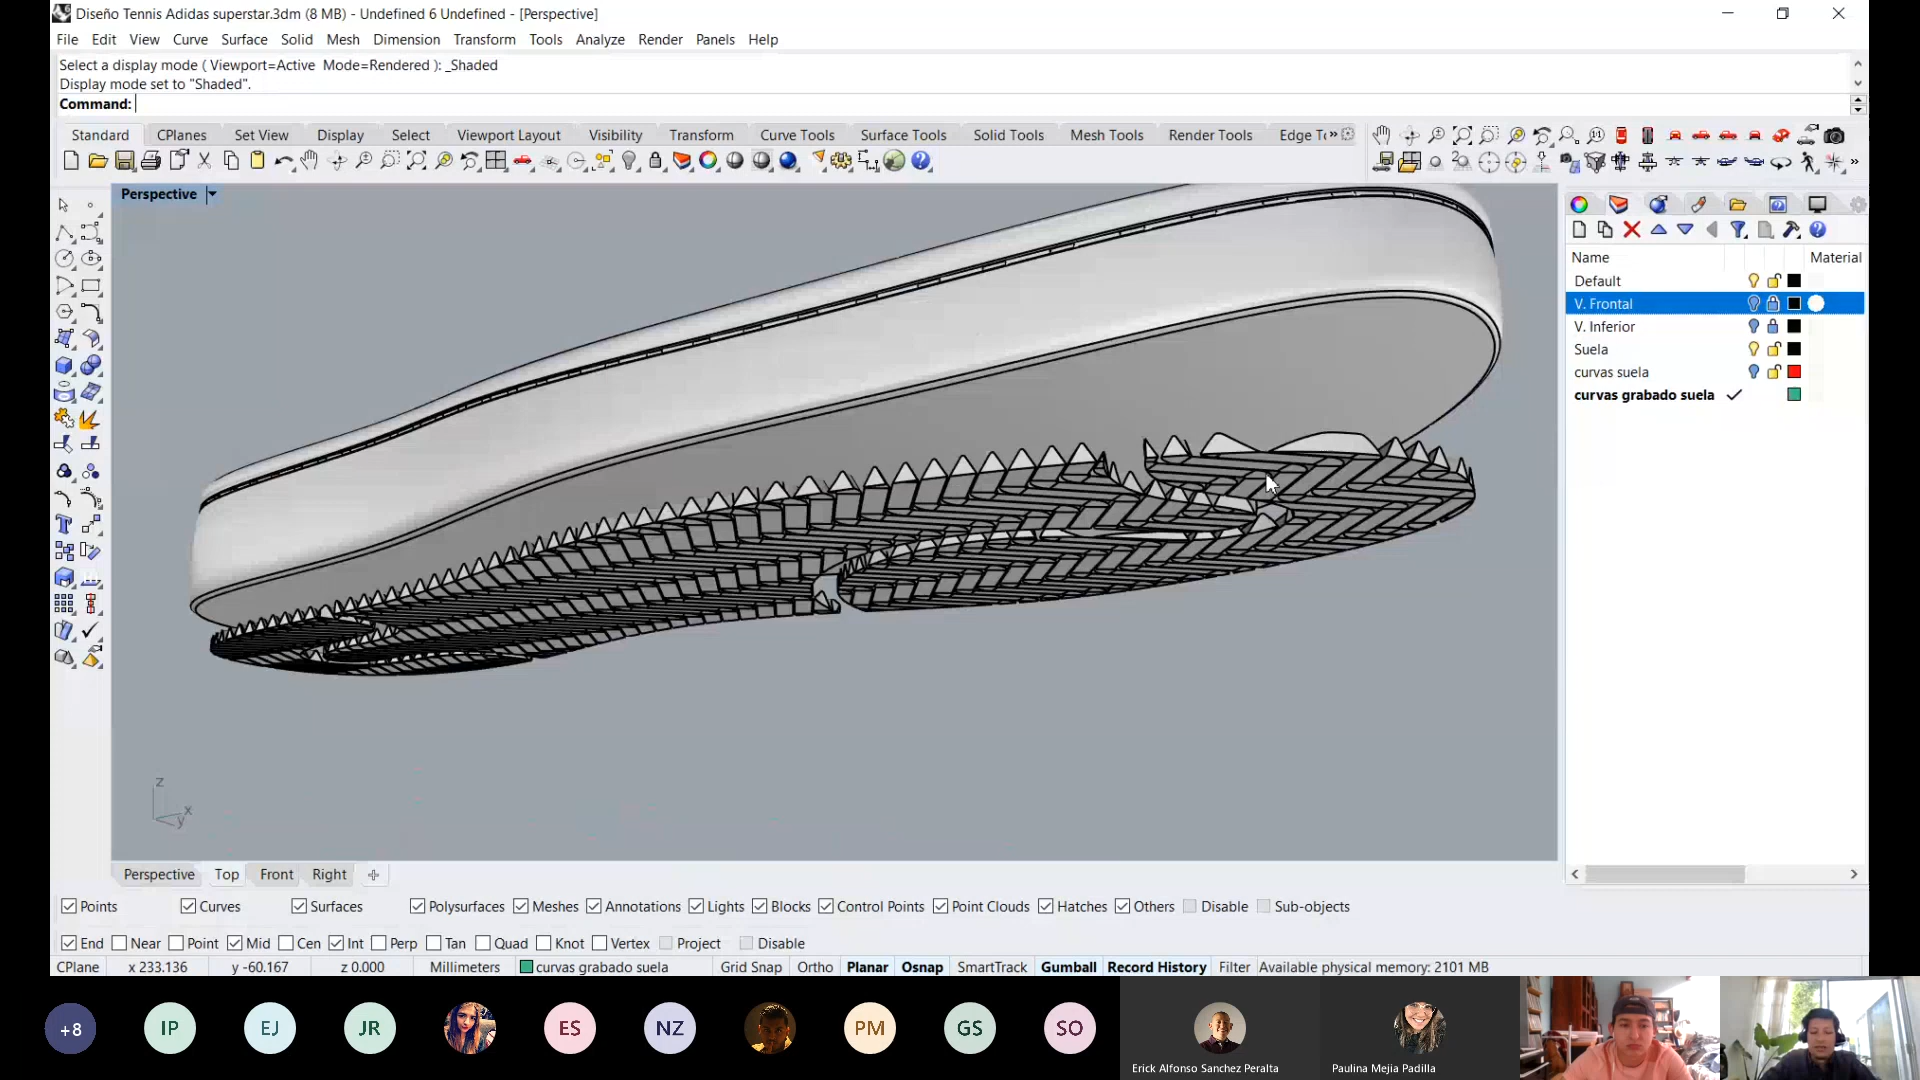 Diseño Tennis Adidas superstar.3dm (8 MB) - Undefined 6 Undefined - [Perspective]
File Edit View Curve Surface Solid Mesh Dimension Transform Tools Analyze Render Panels Help
Select a display mode ( Viewport=Active Mode=Rendered ): _Shaded
Display mode set to "Shaded".
Command:
Standard CPlanes Set View Display Select Viewport Layout Visibility Transform Curve Tools Surface Tools Solid Tools Mesh Tools Render Tools Edge To
Perspective
Name Material
Default
V. Frontal
V. Inferior
Suela
curvas suela
curvas grabado suela
z
x
y
Perspective Top Front Right
Points Curves Surfaces Polysurfaces Meshes Annotations Lights Blocks Control Points Point Clouds Hatches Others Disable Sub-objects
End Near Point Mid Cen Int Perp Tan Quad Knot Vertex Project Disable
CPlane x 233.136 y -60.167 z 0.000 Millimeters curvas grabado suela Grid Snap Ortho Planar Osnap SmartTrack Gumball Record History Filter Available physical memory: 2101 MB
+8 IP EJ JR ES NZ PM GS SO
Erick Alfonso Sanchez Peralta Paulina Mejia Padilla